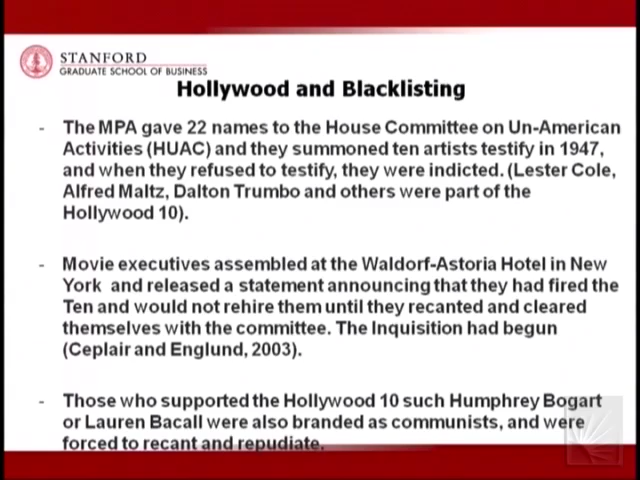 STANFORD
GRADUATE SCHOOL OF BUSINESS
Hollywood and Blacklisting
- The MPA gave 22 names to the House Committee on Un-American
Activities (HUAC) and they summoned ten artists testify in 1947,
and when they refused to testify, they were indicted. (Lester Cole,
Alfred Maltz, Dalton Trumbo and others were part of the
Hollywood 10).
- Movie executives assembled at the Waldorf-Astoria Hotel in New
York and released a statement announcing that they had fired the
Ten and would not rehire them until they recanted and cleared
themselves with the committee. The Inquisition had begun
(Ceplair and Englund, 2003).
- Those who supported the Hollywood 10 such Humphrey Bogart
or Lauren Bacall were also branded as communists, and were
forced to recant and repudiate.